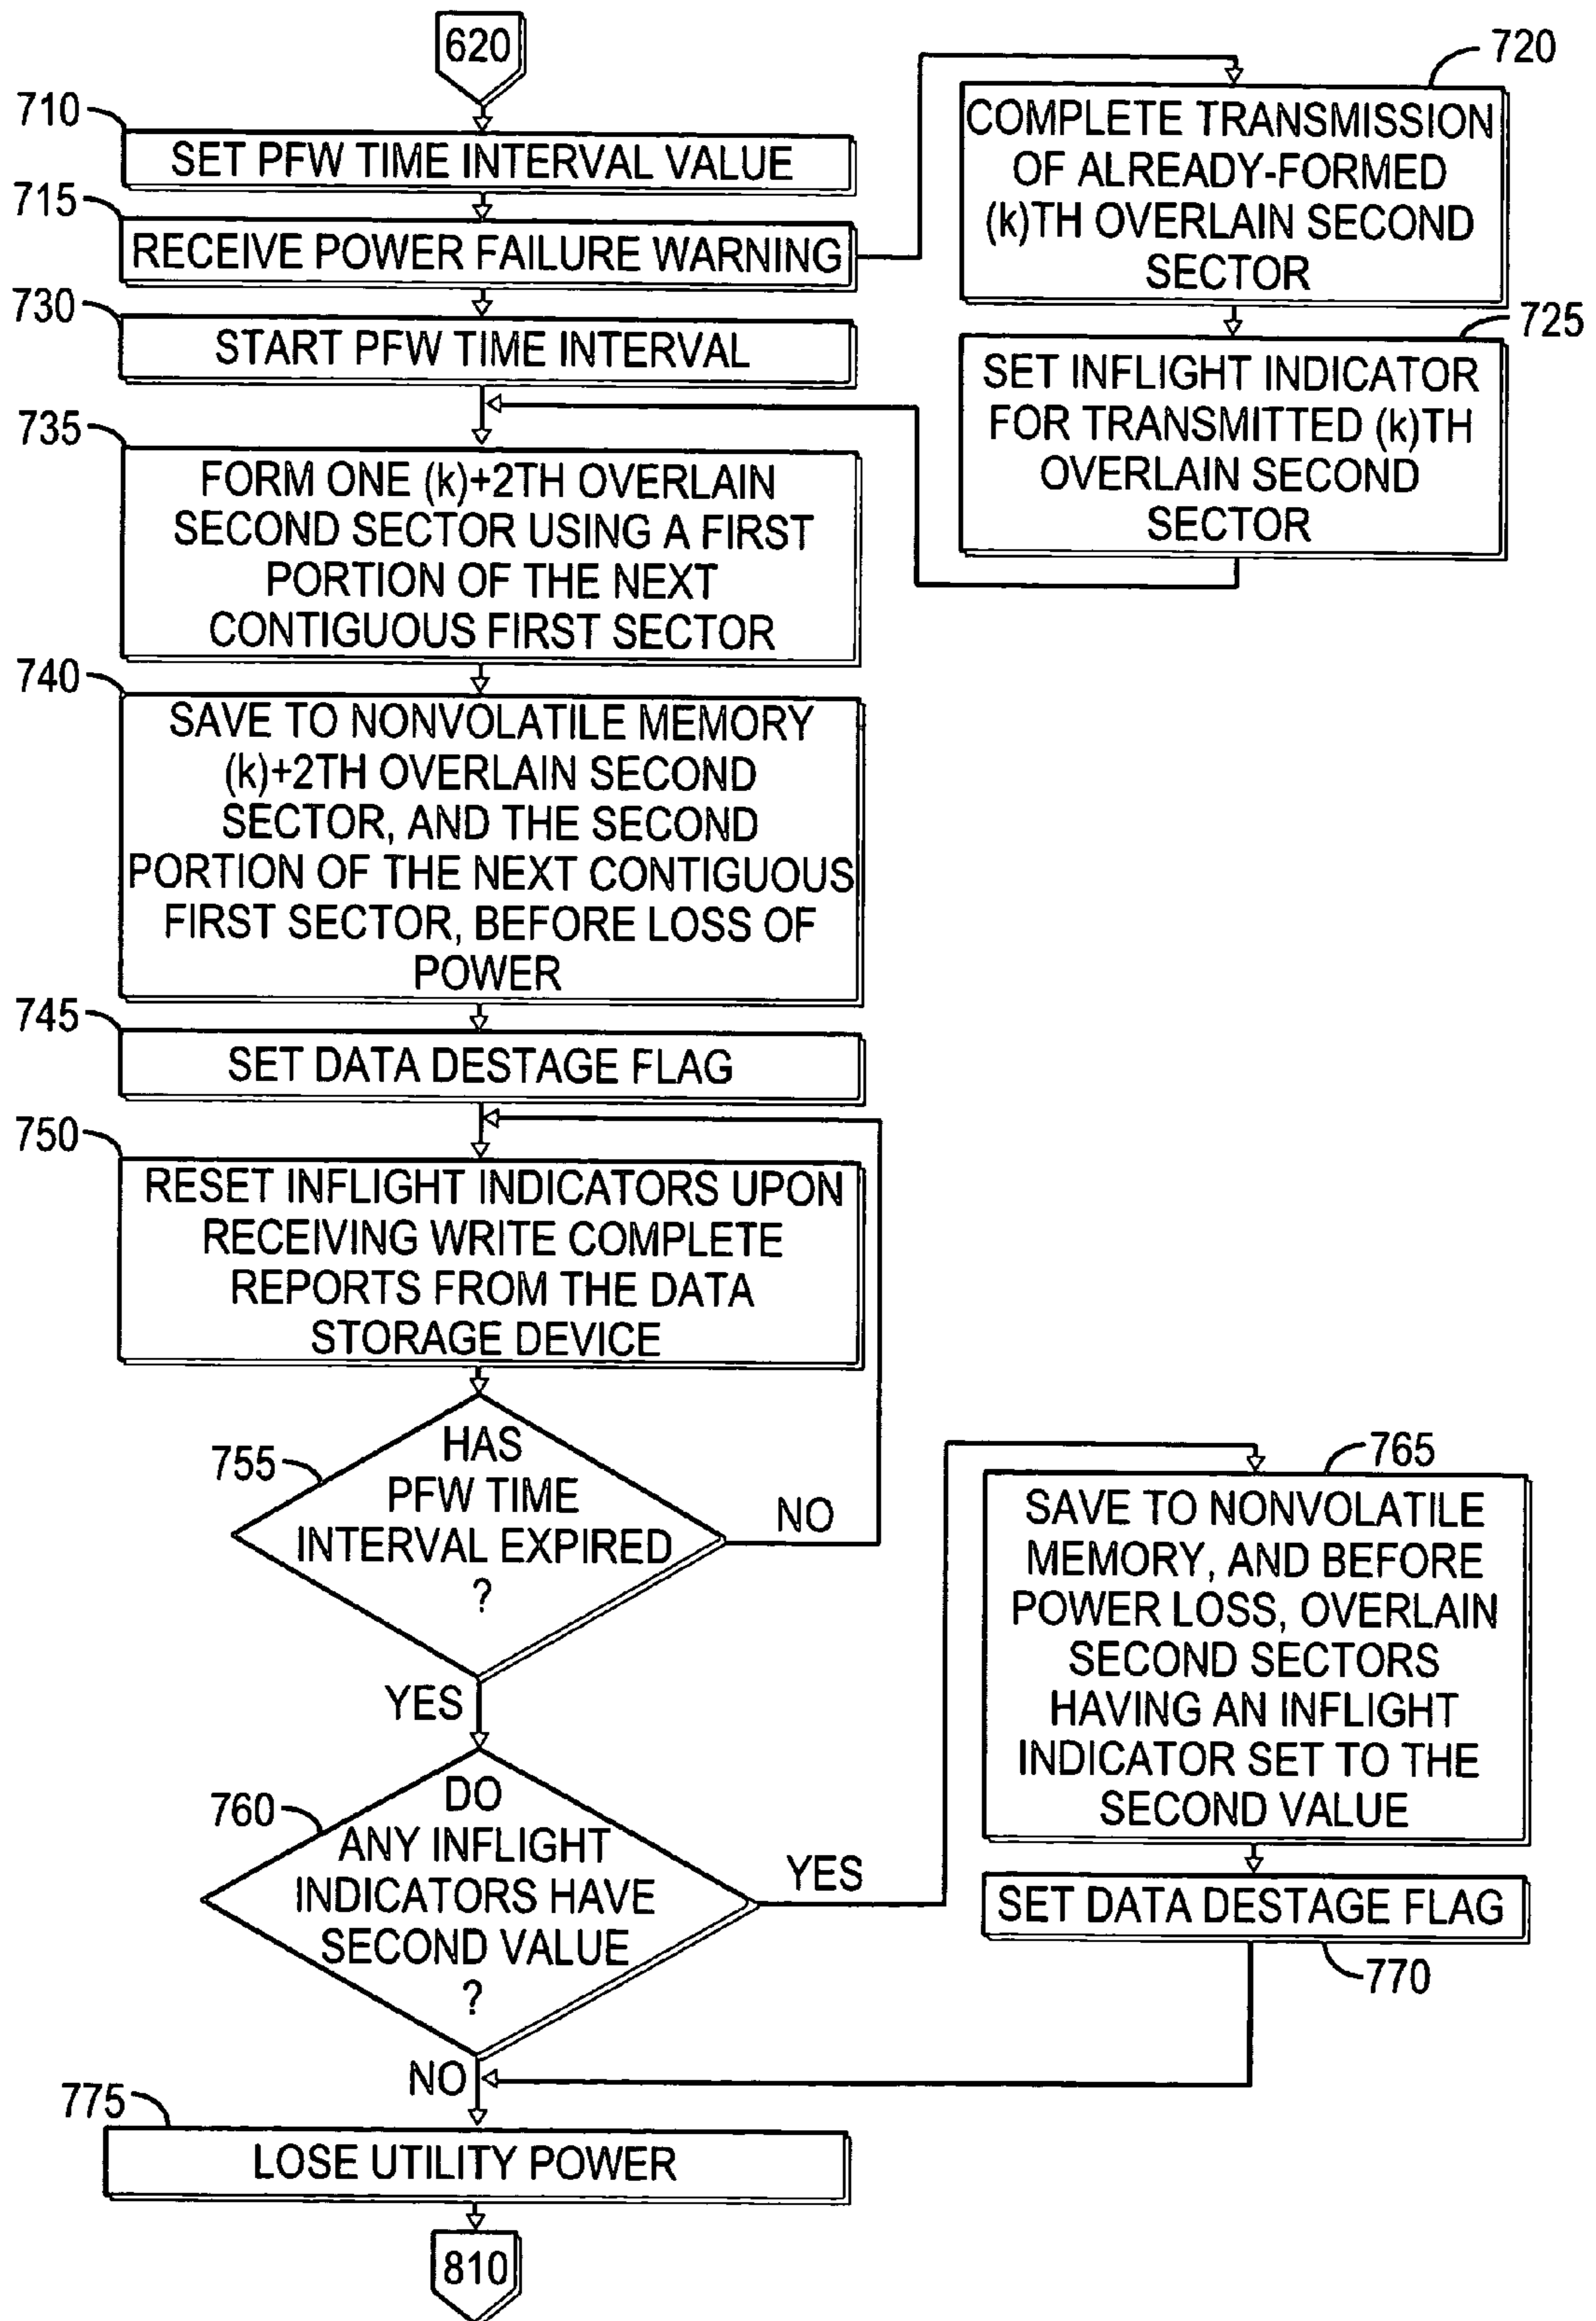 620
710
SET PFW TIME INTERVAL VALUE
715
RECEIVE POWER FAILURE WARNING
720
COMPLETE TRANSMISSION
OF ALREADY-FORMED
(k)TH OVERLAIN SECOND
SECTOR
725
SET INFLIGHT INDICATOR
FOR TRANSMITTED (k)TH
OVERLAIN SECOND
SECTOR
730
START PFW TIME INTERVAL
735
FORM ONE (k)+2TH OVERLAIN
SECOND SECTOR USING A FIRST
PORTION OF THE NEXT
CONTIGUOUS FIRST SECTOR
740
SAVE TO NONVOLATILE MEMORY
(k)+2TH OVERLAIN SECOND
SECTOR, AND THE SECOND
PORTION OF THE NEXT CONTIGUOUS
FIRST SECTOR, BEFORE LOSS OF
POWER
745
SET DATA DESTAGE FLAG
750
RESET INFLIGHT INDICATORS UPON
RECEIVING WRITE COMPLETE
REPORTS FROM THE DATA
STORAGE DEVICE
755
HAS
PFW TIME
INTERVAL EXPIRED
?
NO
YES
760
DO
ANY INFLIGHT
INDICATORS HAVE
SECOND VALUE
?
YES
NO
765
SAVE TO NONVOLATILE
MEMORY, AND BEFORE
POWER LOSS, OVERLAIN
SECOND SECTORS
HAVING AN INFLIGHT
INDICATOR SET TO THE
SECOND VALUE
SET DATA DESTAGE FLAG
770
775
LOSE UTILITY POWER
810